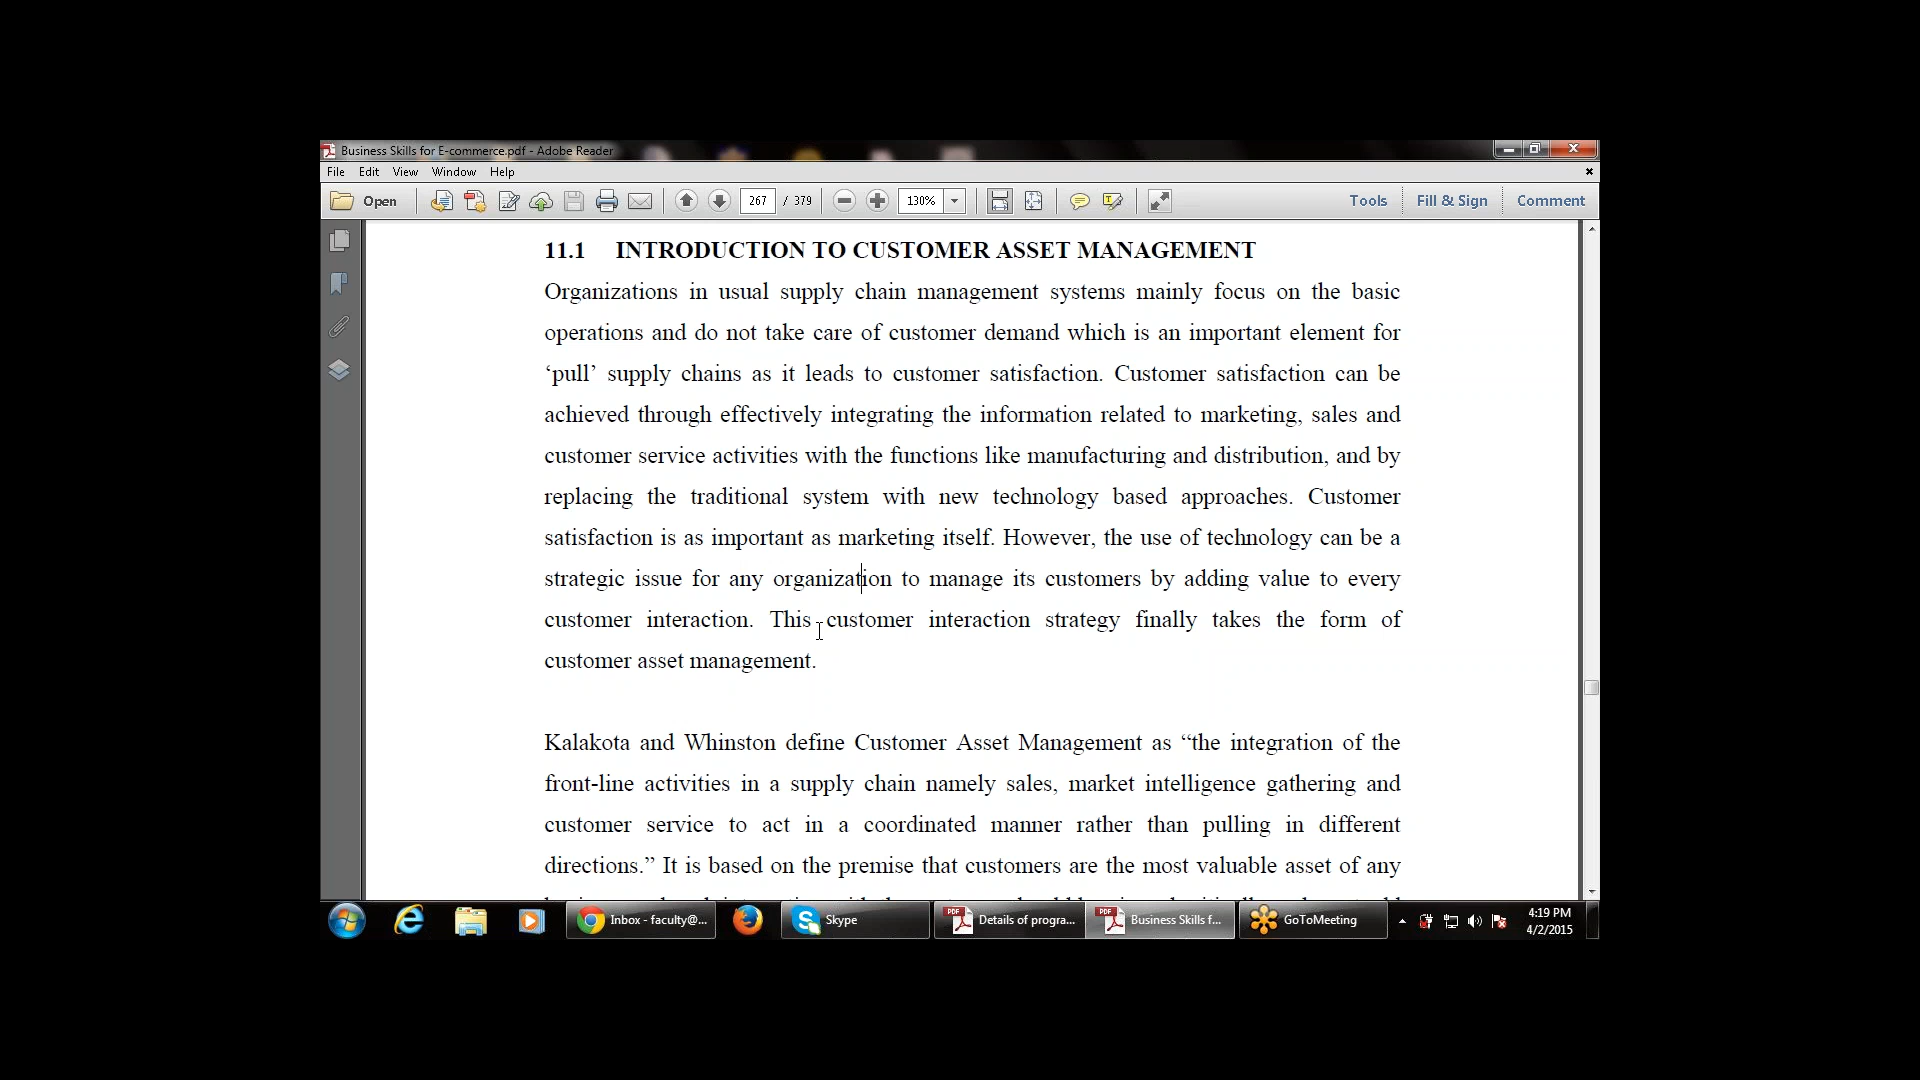 Business Skills for E-commerce.pdf - Adobe Reader
File Edit View Window Help
Open 267 / 379 130% Tools Fill & Sign Comment
11.1 INTRODUCTION TO CUSTOMER ASSET MANAGEMENT
Organizations in usual supply chain management systems mainly focus on the basic
operations and do not take care of customer demand which is an important element for
‘pull’ supply chains as it leads to customer satisfaction. Customer satisfaction can be
achieved through effectively integrating the information related to marketing, sales and
customer service activities with the functions like manufacturing and distribution, and by
replacing the traditional system with new technology based approaches. Customer
satisfaction is as important as marketing itself. However, the use of technology can be a
strategic issue for any organization to manage its customers by adding value to every
customer interaction. This customer interaction strategy finally takes the form of
customer asset management.
Kalakota and Whinston define Customer Asset Management as “the integration of the
front-line activities in a supply chain namely sales, market intelligence gathering and
customer service to act in a coordinated manner rather than pulling in different
directions.” It is based on the premise that customers are the most valuable asset of any
Inbox - faculty@... Skype Details of progra... Business Skills f... GoToMeeting 4:19 PM
4/2/2015